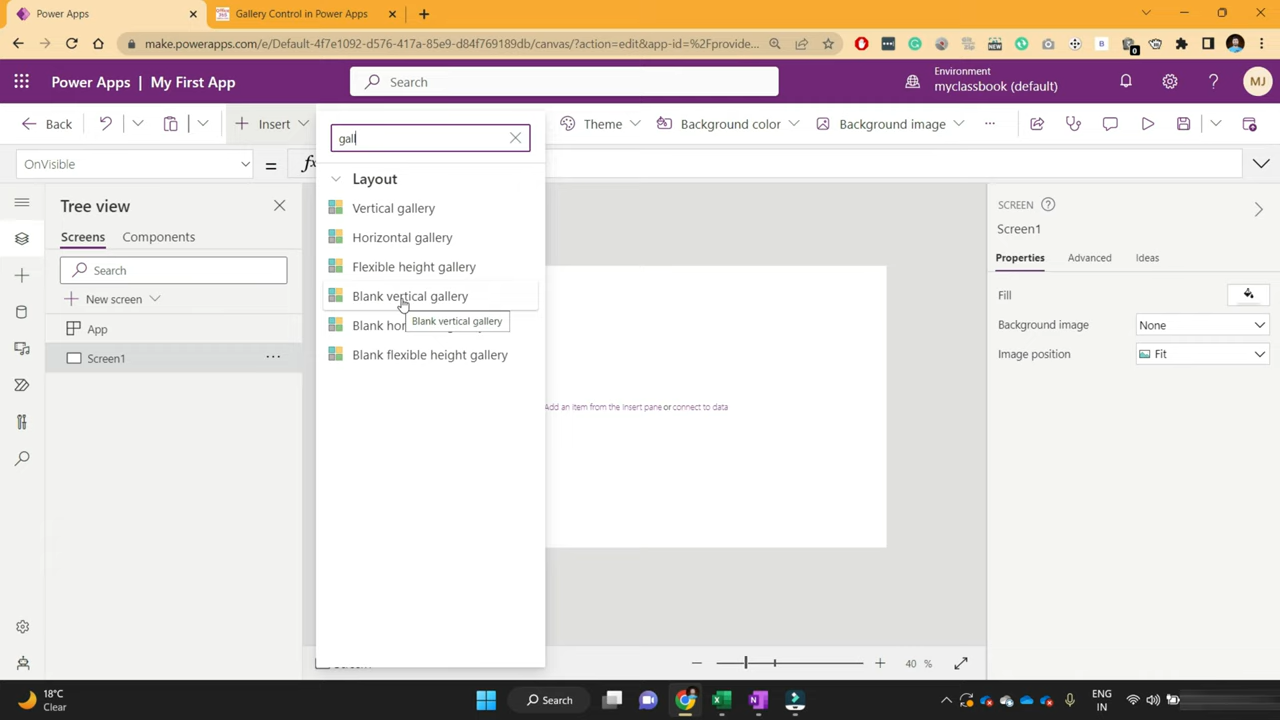 Power Apps
Gallery Control in Power Apps
make.powerapps.com/e/Default-4f7e1092-d576-417a-85e9-d84f769189db/canvas/?action=edit&app-id=%2Fprovide...
Power Apps | My First App
Search
Environment
myclassbook (default)
MJ
Back
Insert
Theme
Background color
Background image
OnVisible
=
fx
gall
Layout
Vertical gallery
Horizontal gallery
Flexible height gallery
Blank vertical gallery
Blank vertical gallery
Blank hor
Blank flexible height gallery
Tree view
Screens
Components
Search
New screen
App
Screen1
Add an item from the Insert pane or connect to data
SCREEN
Screen1
Properties
Advanced
Ideas
Fill
Background image
None
Image position
Fit
40 %
18°C
Clear
Search
ENG
IN